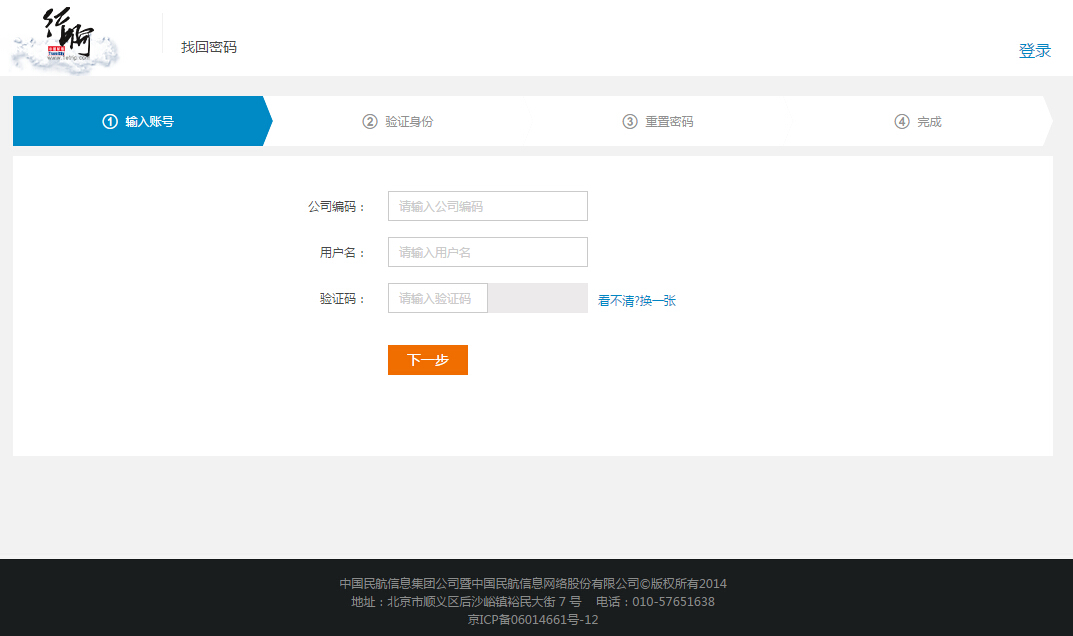 行啊
找回密码
登录
① 输入账号
② 验证身份
③ 重置密码
④ 完成
公司编码：
请输入公司编码
用户名：
请输入用户名
验证码：
请输入验证码
看不清?换一张
下一步
中国民航信息集团公司暨中国民航信息网络股份有限公司©版权所有2014
地址：北京市顺义区后沙峪镇裕民大街 7 号 电话：010-57651638
京ICP备06014661号-12